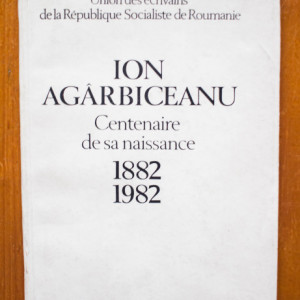 Union des écrivains
de la République Socialiste de Roumanie
ION
AGÂRBICEANU
Centenaire
de sa naissance
1882
1982